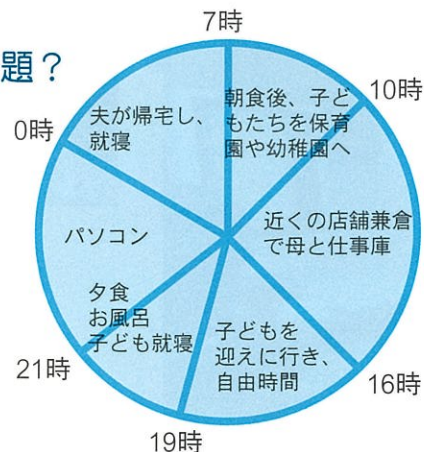 題？
7時
朝食後、子ど
もたちを保育
園や幼稚園へ
10時
近くの店舗兼倉
で母と仕事庫
16時
子どもを
迎えに行き、
自由時間
19時
夕食
お風呂
子ども就寝
21時
パソコン
0時
夫が帰宅し、
就寝